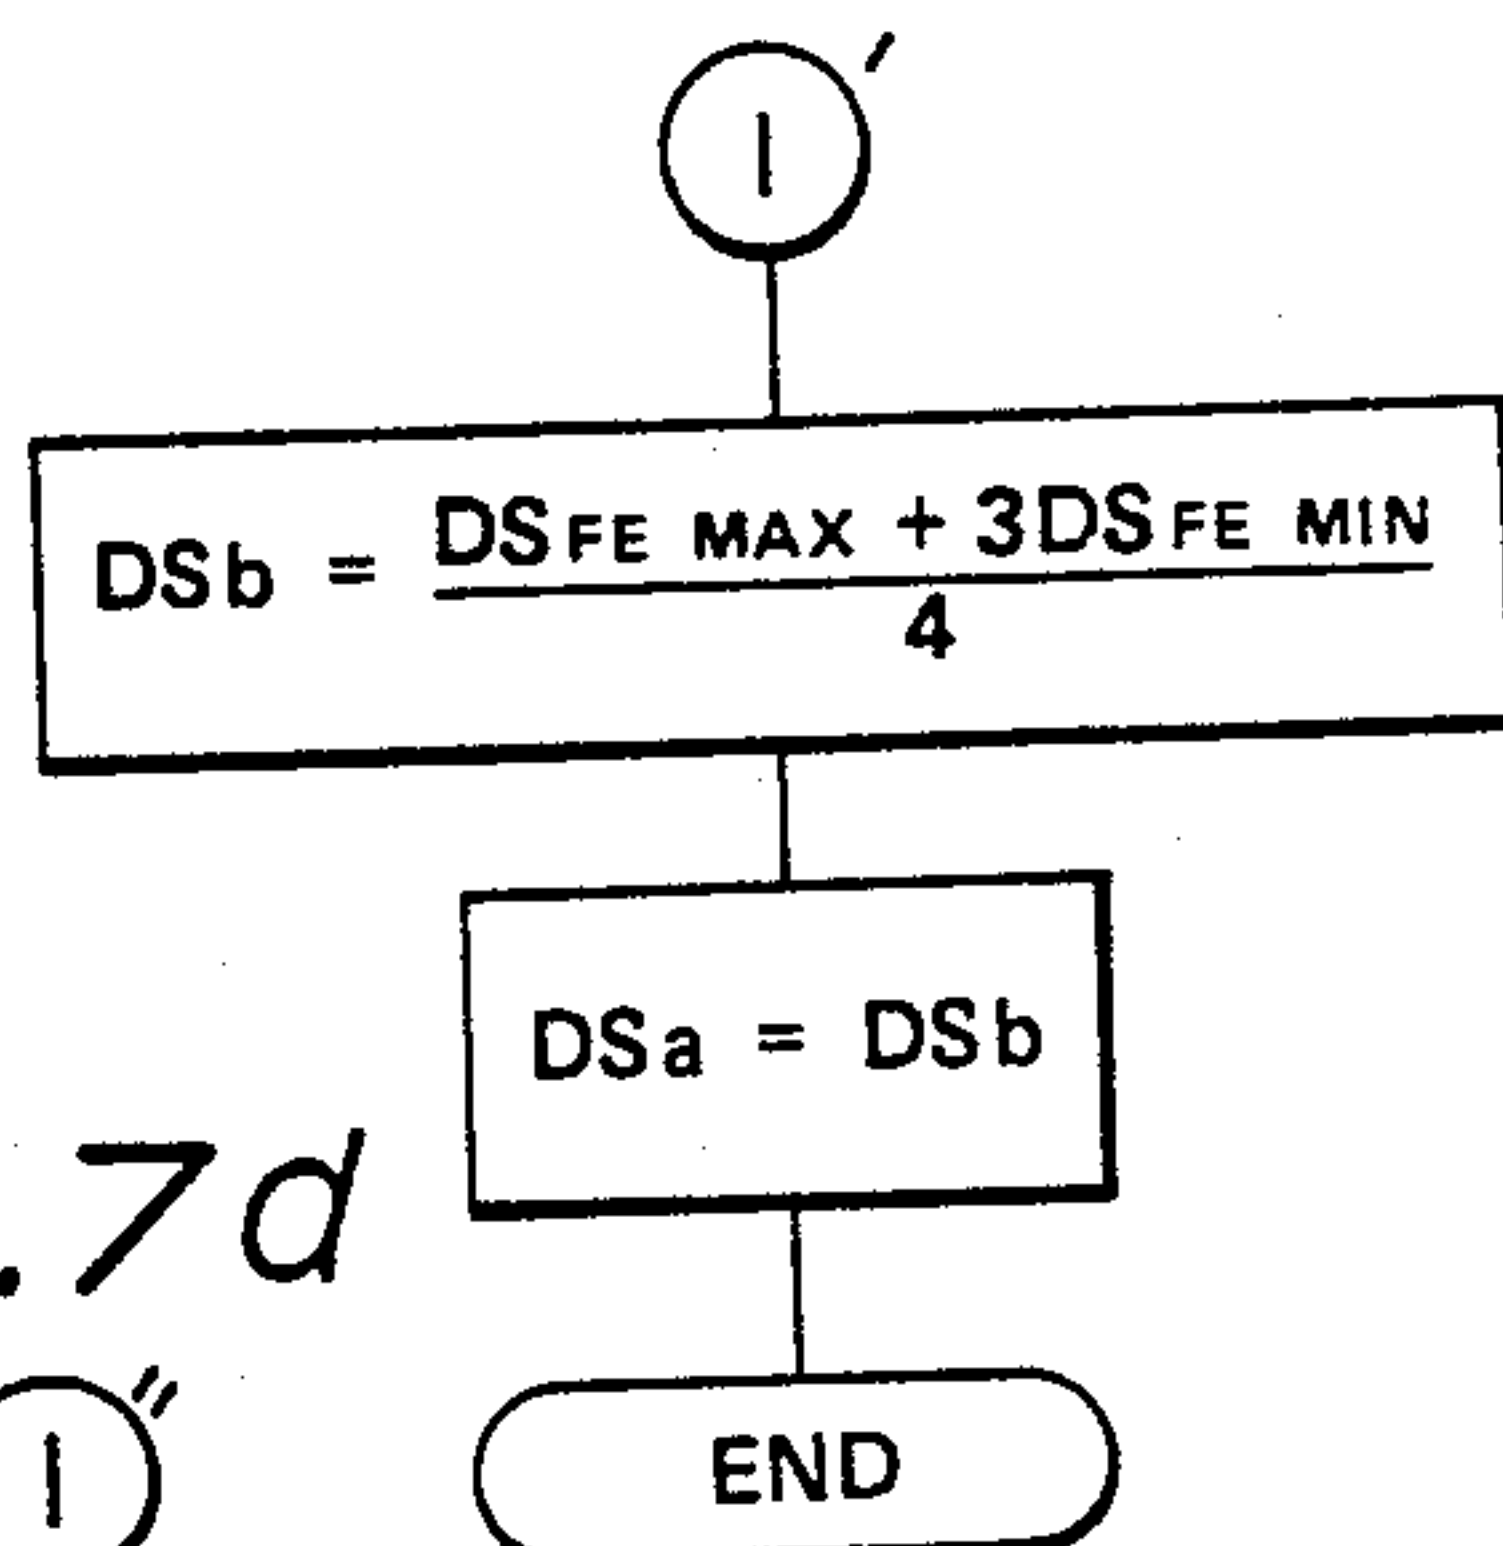 1'
DSb = DSFE MAX + 3DSFE MIN
4
DSa = DSb
.7d
1"
END